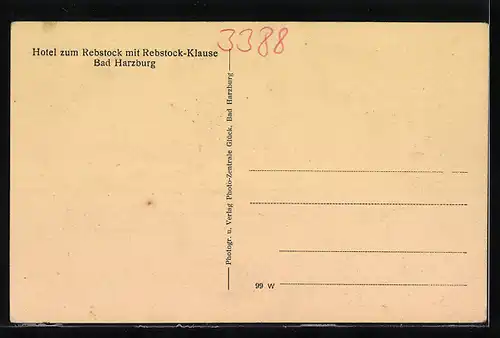 Hotel zum Rebstock mit Rebstock-Klause
Bad Harzburg
3388
Photogr. u. Verlag Photo-Zentrale Glück, Bad Harzburg
99 W